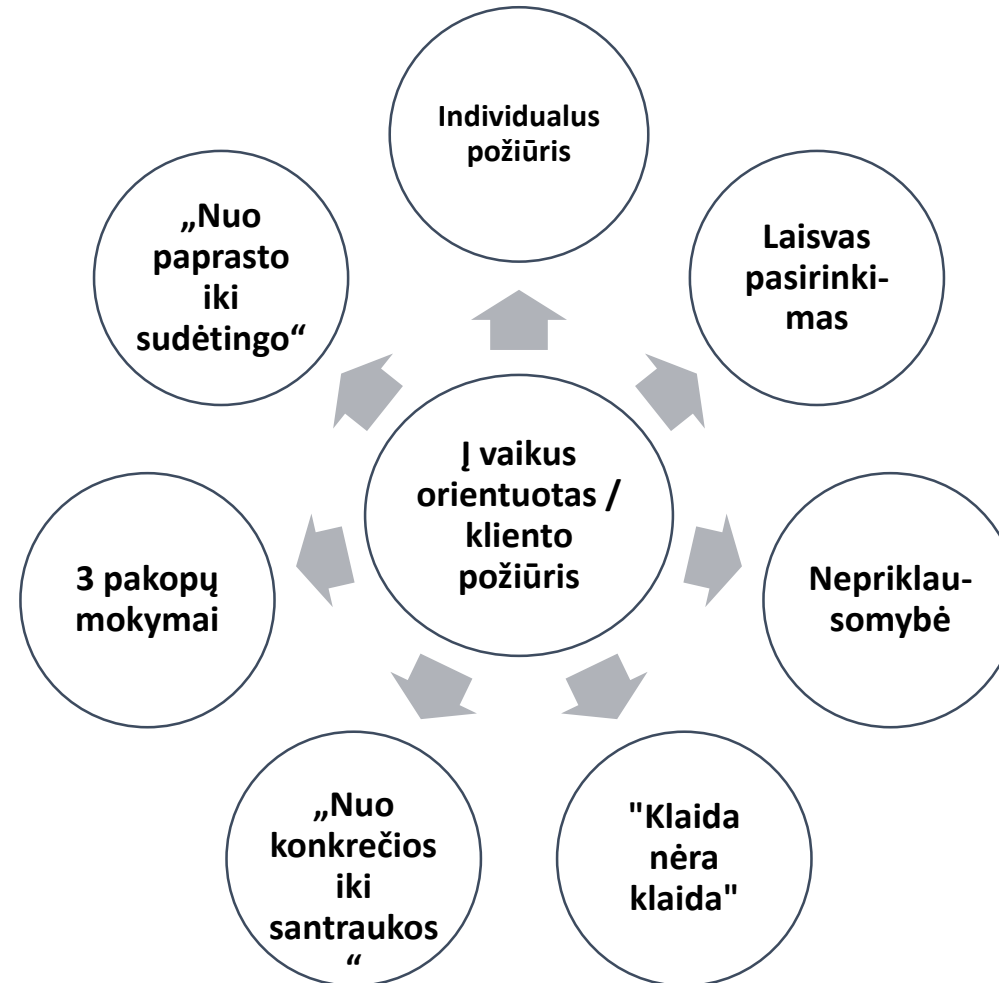 Individualus
požiūris
Laisvas
pasirinki-
mas
Nepriklau-
somybė
"Klaida
nėra
klaida"
„Nuo
konkrečios
iki
santraukos
“
3 pakopų
mokymai
„Nuo
paprasto
iki
sudėtingo“
Į vaikus
orientuotas /
kliento
požiūris